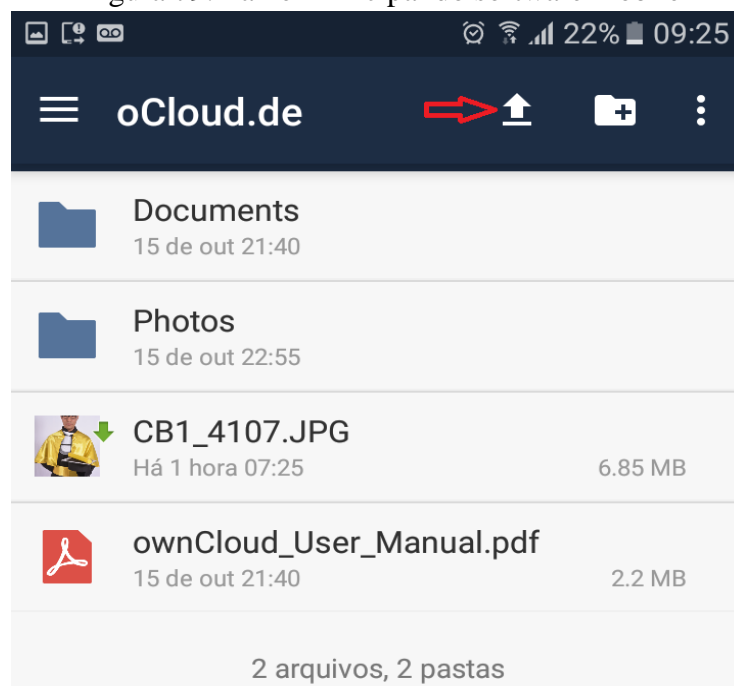 22% 09:25
oCloud.de
Documents
15 de out 21:40
Photos
15 de out 22:55
CB1_4107.JPG
Há 1 hora 07:25 6.85 MB
ownCloud_User_Manual.pdf
15 de out 21:40 2.2 MB
2 arquivos, 2 pastas